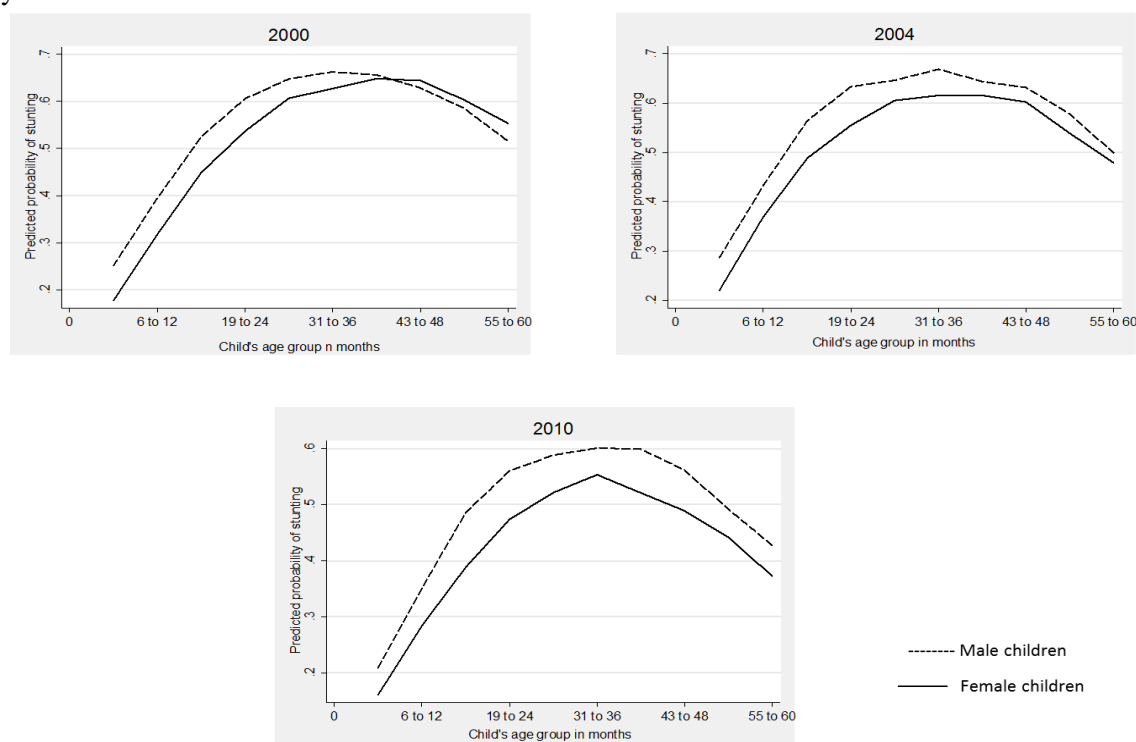 y
2000
Predicted probability of stunting
.7
.6
.5
.4
.3
.2
0 6 to 12 19 to 24 31 to 36 43 to 48 55 to 60
Child's age group n months
2004
Predicted probability of stunting
.7
.6
.5
.4
.3
.2
0 6 to 12 19 to 24 31 to 36 43 to 48 55 to 60
Child's age group in months
2010
Predicted probability of stunting
.6
.5
.4
.3
.2
0 6 to 12 19 to 24 31 to 36 43 to 48 55 to 60
Child's age group in months
Male children
Female children